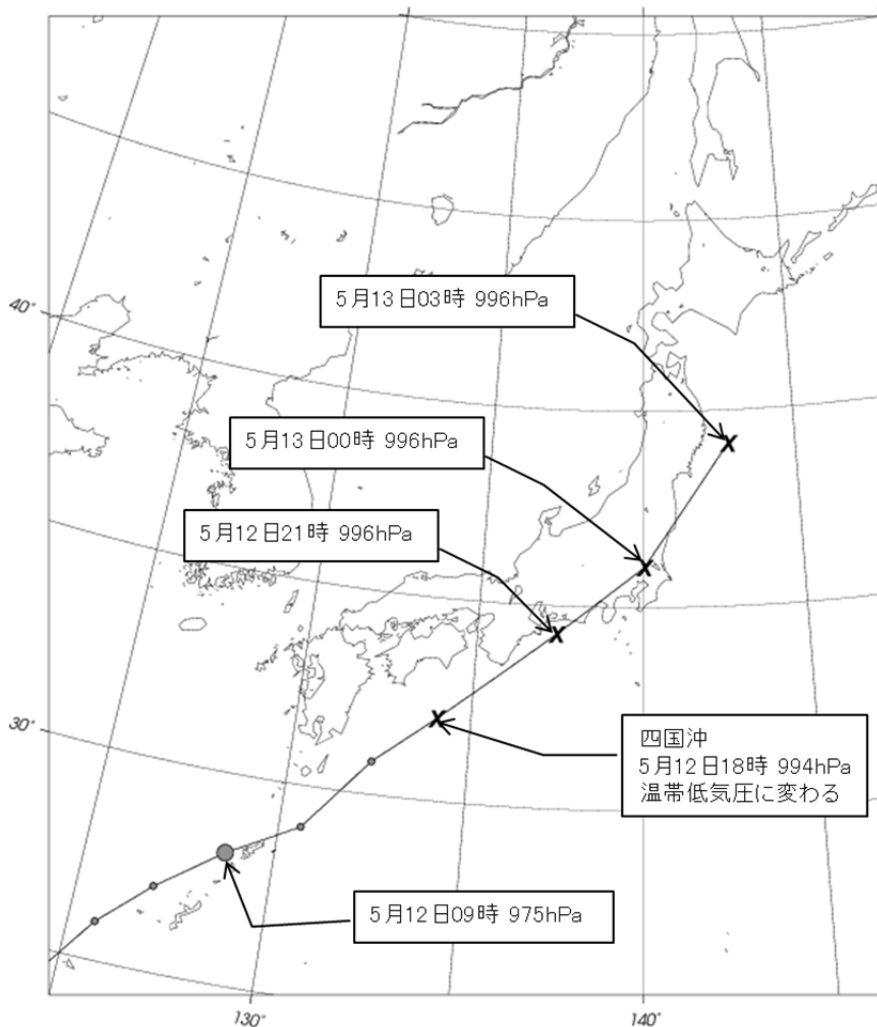 40°
5月13日03時 996hPa
5月13日00時 996hPa
5月12日21時 996hPa
30°
四国沖
5月12日18時 994hPa
温帯低気圧に変わる
5月12日09時 975hPa
130°
140°